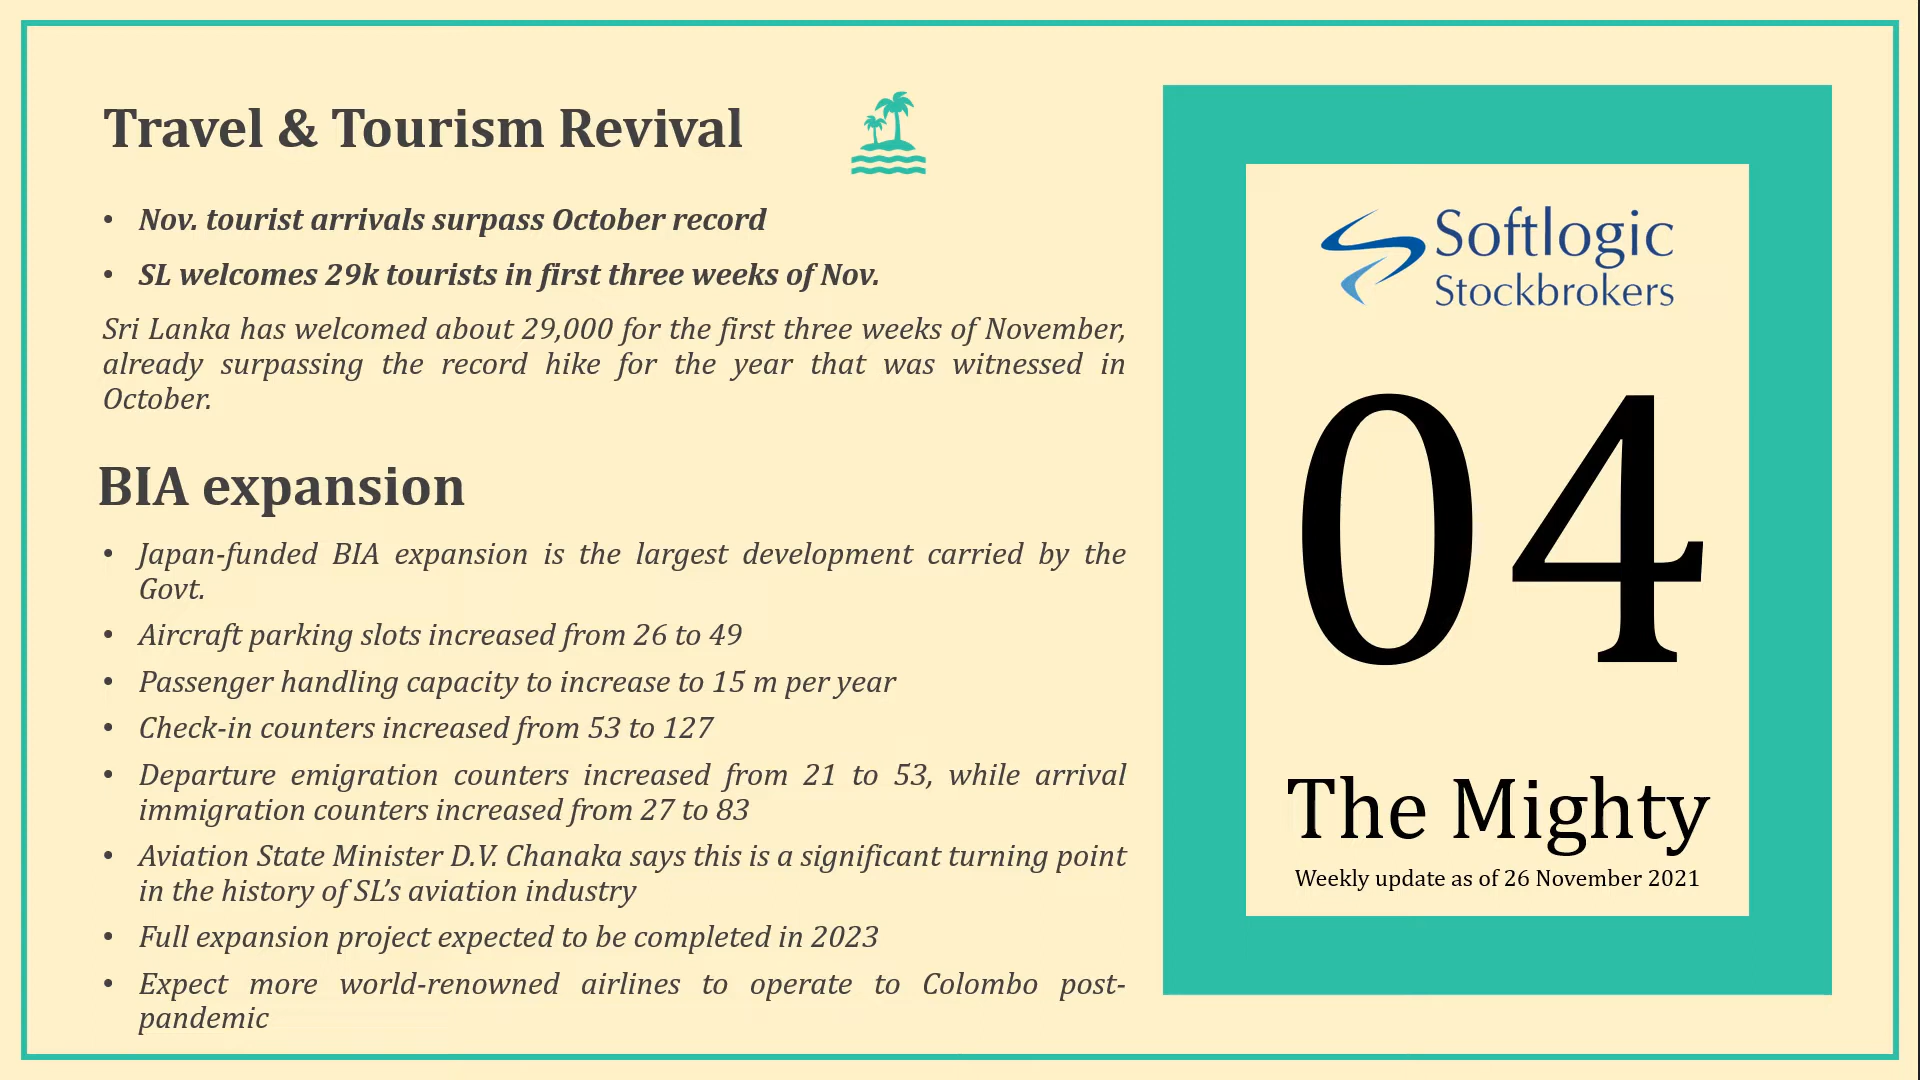 Travel & Tourism Revival
• Nov. tourist arrivals surpass October record
• SL welcomes 29k tourists in first three weeks of Nov.
Sri Lanka has welcomed about 29,000 for the first three weeks of November,
already surpassing the record hike for the year that was witnessed in
October.
BIA expansion
• Japan-funded BIA expansion is the largest development carried by the
Govt.
• Aircraft parking slots increased from 26 to 49
• Passenger handling capacity to increase to 15 m per year
• Check-in counters increased from 53 to 127
• Departure emigration counters increased from 21 to 53, while arrival
immigration counters increased from 27 to 83
• Aviation State Minister D.V. Chanaka says this is a significant turning point
in the history of SL’s aviation industry
• Full expansion project expected to be completed in 2023
• Expect more world-renowned airlines to operate to Colombo post-
pandemic
Softlogic
Stockbrokers
04
The Mighty
Weekly update as of 26 November 2021